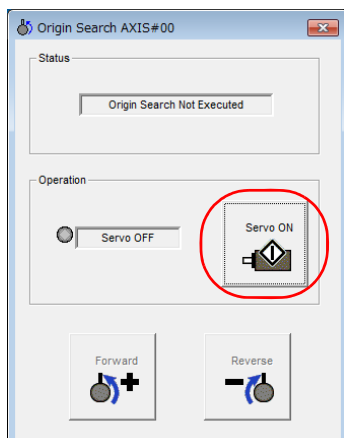 Origin Search AXIS#00
Status
Origin Search Not Executed
Operation
Servo OFF
Servo ON
Forward
Reverse